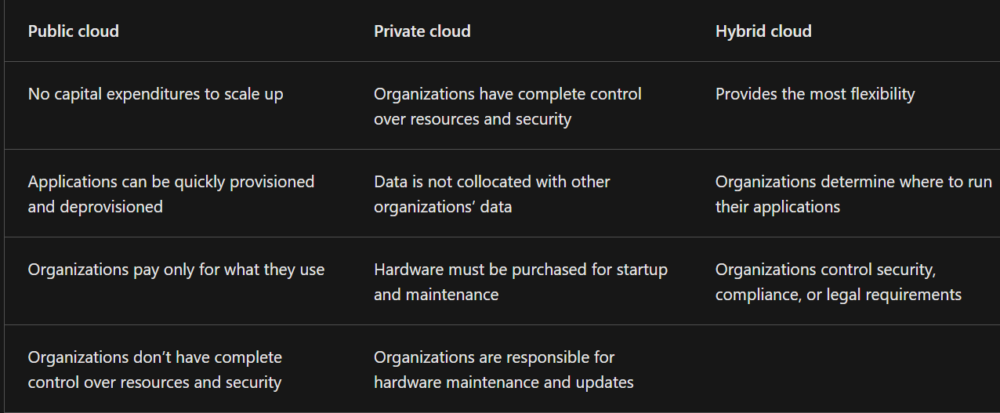 Public cloud
Private cloud
Hybrid cloud
No capital expenditures to scale up
Organizations have complete control
over resources and security
Provides the most flexibility
Applications can be quickly provisioned
and deprovisioned
Data is not collocated with other
organizations’ data
Organizations determine where to run
their applications
Organizations pay only for what they use
Hardware must be purchased for startup
and maintenance
Organizations control security,
compliance, or legal requirements
Organizations don’t have complete
control over resources and security
Organizations are responsible for
hardware maintenance and updates